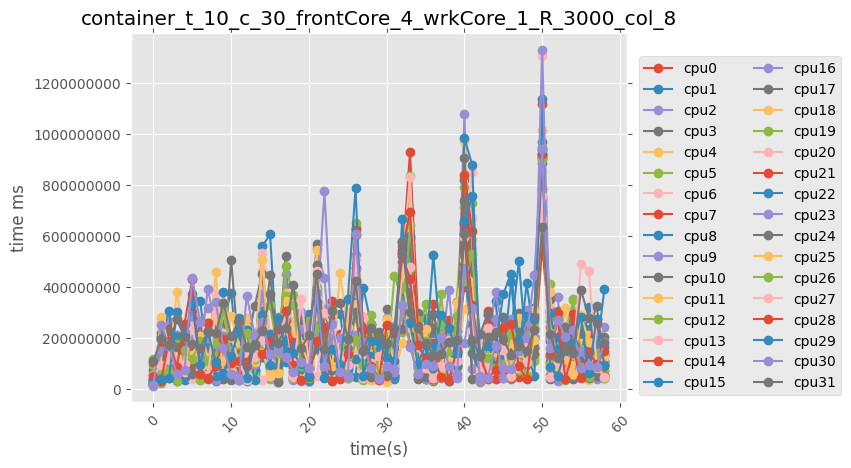 container_t_10_c_30_frontCore_4_wrkCore_1_R_3000_col_8
time ms
1200000000
1000000000
800000000
600000000
400000000
200000000
0
0
10
20
30
40
50
60
time(s)
cpu0
cpu1
cpu2
cpu3
cpu4
cpu5
cpu6
cpu7
cpu8
cpu9
cpu10
cpu11
cpu12
cpu13
cpu14
cpu15
cpu16
cpu17
cpu18
cpu19
cpu20
cpu21
cpu22
cpu23
cpu24
cpu25
cpu26
cpu27
cpu28
cpu29
cpu30
cpu31